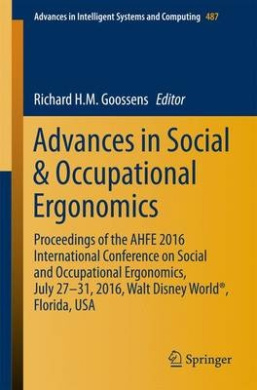 Advances in Intelligent Systems and Computing 487
Richard H.M. Goossens Editor
Advances in Social
& Occupational
Ergonomics
Proceedings of the AHFE 2016
International Conference on Social
and Occupational Ergonomics,
July 27–31, 2016, Walt Disney World®,
Florida, USA
Springer